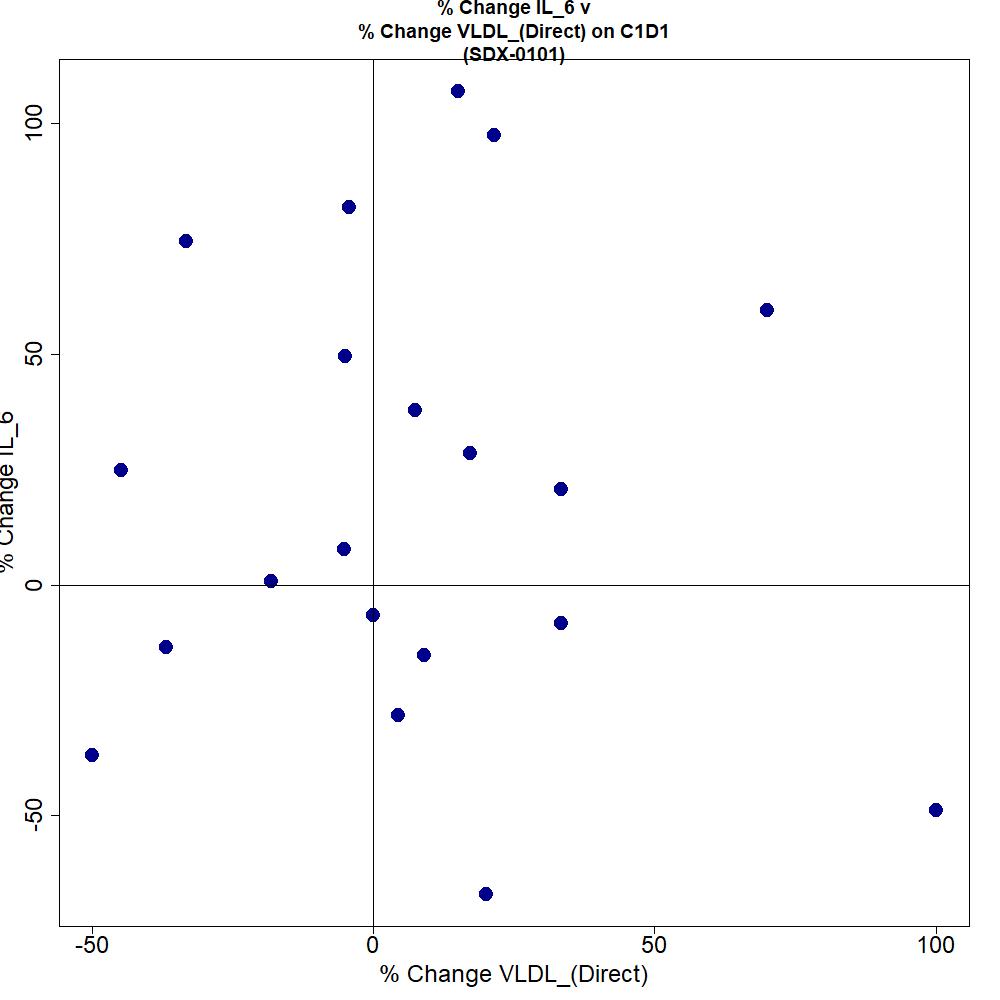 % Change IL_6 v
% Change VLDL_(Direct) on C1D1
(SDX-0101)
100
50
0
-50
% Change IL_6
-50
0
50
100
% Change VLDL_(Direct)